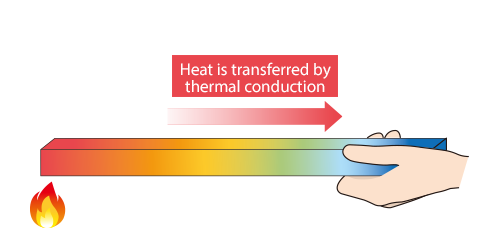 Heat is transferred by
thermal conduction